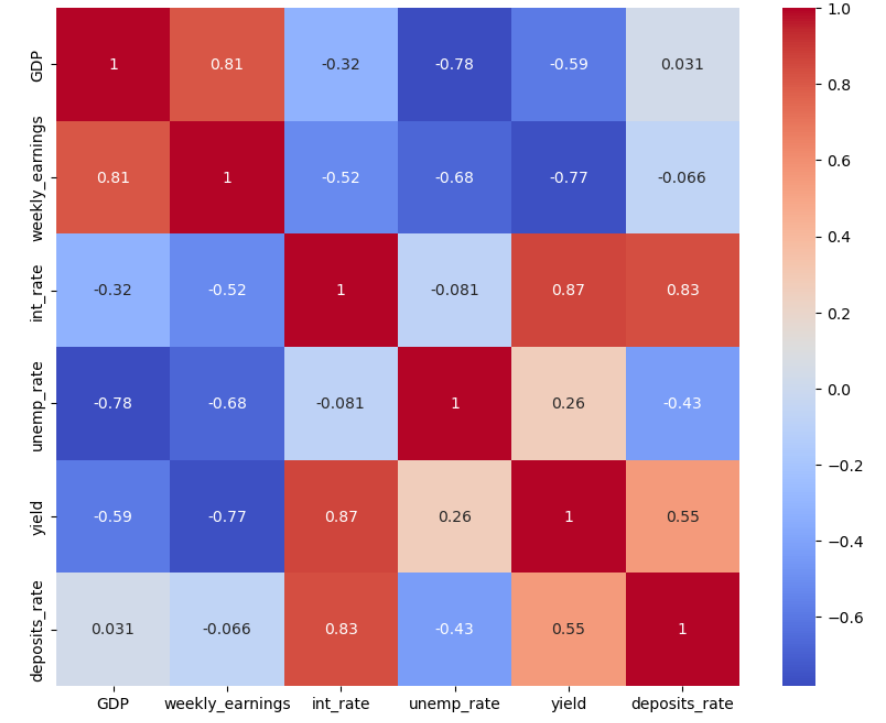 GDP 1 0.81 -0.32 -0.78 -0.59 0.031
weekly_earnings 0.81 1 -0.52 -0.68 -0.77 -0.066
int_rate -0.32 -0.52 1 -0.081 0.87 0.83
unemp_rate -0.78 -0.68 -0.081 1 0.26 -0.43
yield -0.59 -0.77 0.87 0.26 1 0.55
deposits_rate 0.031 -0.066 0.83 -0.43 0.55 1
GDP weekly_earnings int_rate unemp_rate yield deposits_rate
1.0
0.8
0.6
0.4
0.2
0.0
−0.2
−0.4
−0.6